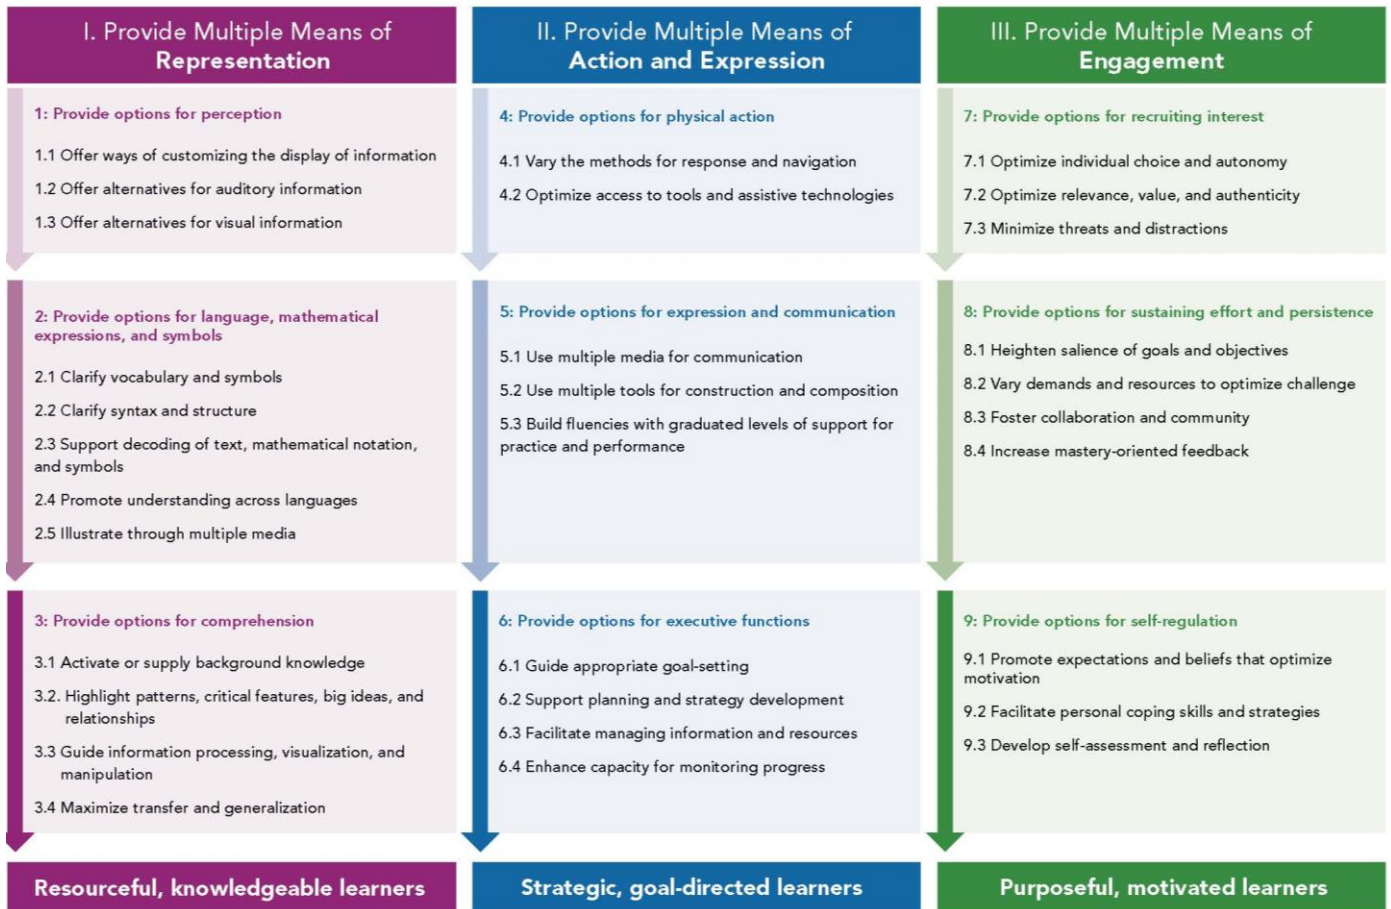 I. Provide Multiple Means of
Representation
1: Provide options for perception
1.1 Offer ways of customizing the display of information
1.2 Offer alternatives for auditory information
1.3 Offer alternatives for visual information
2: Provide options for language, mathematical
expressions, and symbols
2.1 Clarify vocabulary and symbols
2.2 Clarify syntax and structure
2.3 Support decoding of text, mathematical notation,
and symbols
2.4 Promote understanding across languages
2.5 Illustrate through multiple media
3: Provide options for comprehension
3.1 Activate or supply background knowledge
3.2. Highlight patterns, critical features, big ideas, and
relationships
3.3 Guide information processing, visualization, and
manipulation
3.4 Maximize transfer and generalization
Resourceful, knowledgeable learners
II. Provide Multiple Means of
Action and Expression
4: Provide options for physical action
4.1 Vary the methods for response and navigation
4.2 Optimize access to tools and assistive technologies
5: Provide options for expression and communication
5.1 Use multiple media for communication
5.2 Use multiple tools for construction and composition
5.3 Build fluencies with graduated levels of support for
practice and performance
6: Provide options for executive functions
6.1 Guide appropriate goal-setting
6.2 Support planning and strategy development
6.3 Facilitate managing information and resources
6.4 Enhance capacity for monitoring progress
Strategic, goal-directed learners
III. Provide Multiple Means of
Engagement
7: Provide options for recruiting interest
7.1 Optimize individual choice and autonomy
7.2 Optimize relevance, value, and authenticity
7.3 Minimize threats and distractions
8: Provide options for sustaining effort and persistence
8.1 Heighten salience of goals and objectives
8.2 Vary demands and resources to optimize challenge
8.3 Foster collaboration and community
8.4 Increase mastery-oriented feedback
9: Provide options for self-regulation
9.1 Promote expectations and beliefs that optimize
motivation
9.2 Facilitate personal coping skills and strategies
9.3 Develop self-assessment and reflection
Purposeful, motivated learners